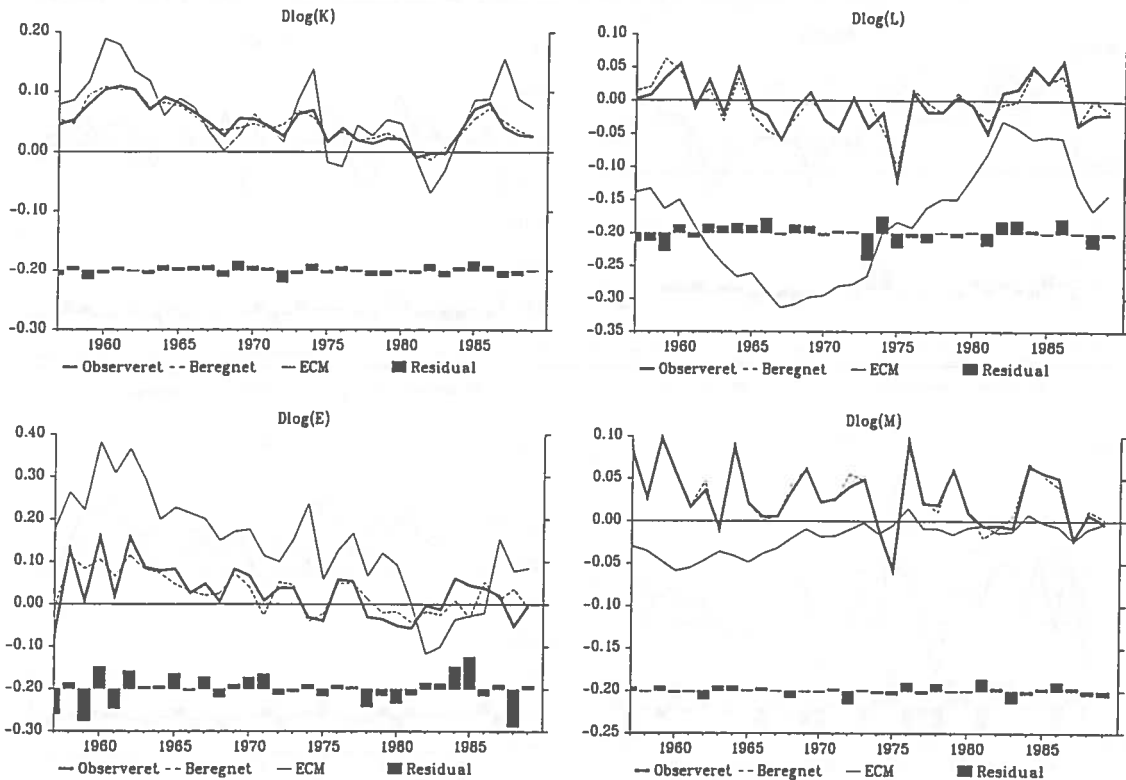 Dlog(K)
0.20
0.10
0.00
-0.10
-0.20
-0.30
1960 1965 1970 1975 1980 1985
Observeret Beregnet ECM Residual
Dlog(L)
0.10
0.05
0.00
-0.05
-0.10
-0.15
-0.20
-0.25
-0.30
-0.35
1960 1965 1970 1975 1980 1985
Observeret Beregnet ECM Residual
Dlog(E)
0.40
0.30
0.20
0.10
0.00
-0.10
-0.20
-0.30
1960 1965 1970 1975 1980 1985
Observeret Beregnet ECM Residual
Dlog(M)
0.10
0.05
0.00
-0.05
-0.10
-0.15
-0.20
-0.25
1960 1965 1970 1975 1980 1985
Observeret Beregnet ECM Residual